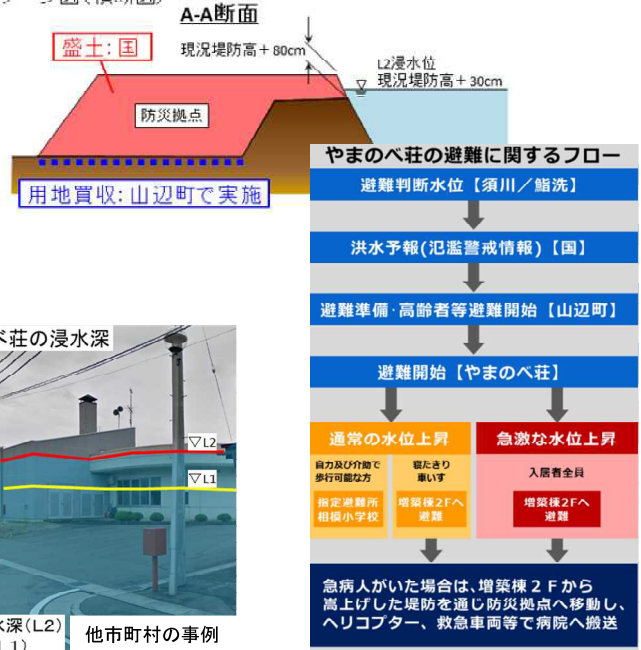 A-A断面
盛土：国
現況堤防高＋80cm
L2浸水位
現況堤防高＋30cm
防災拠点
用地買収：山辺町で実施
やまのべ荘の避難に関するフロー
避難判断水位【須川／鮨洗】
洪水予報(氾濫警戒情報)【国】
避難準備･高齢者等避難開始【山辺町】
避難開始【やまのべ荘】
通常の水位上昇
自力及び介助で
歩行可能な方
指定避難所
相模小学校
寝たきり
車いす
増築棟2Fへ
避難
急激な水位上昇
入居者全員
増築棟2Fへ
避難
急病人がいた場合は、増築棟２Ｆから
嵩上げした堤防を通じ防災拠点へ移動し、
ヘリコプター、救急車両等で病院へ搬送
べ荘の浸水深
▽L2
▽L1
水深(L2)
他市町村の事例